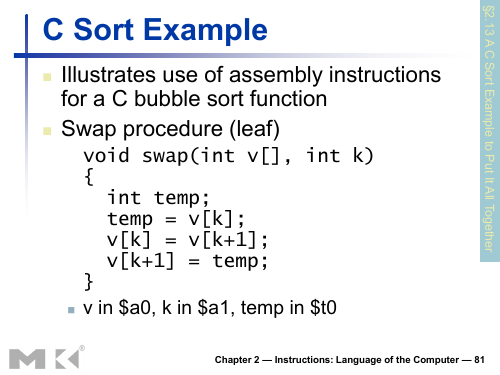 C Sort Example
§2.13 A C Sort Example to Put It All Together
Illustrates use of assembly instructions
for a C bubble sort function
Swap procedure (leaf)
void swap(int v[], int k)
{
int temp;
temp = v[k];
v[k] = v[k+1];
v[k+1] = temp;
}
v in $a0, k in $a1, temp in $t0
MK®
Chapter 2 — Instructions: Language of the Computer — 81